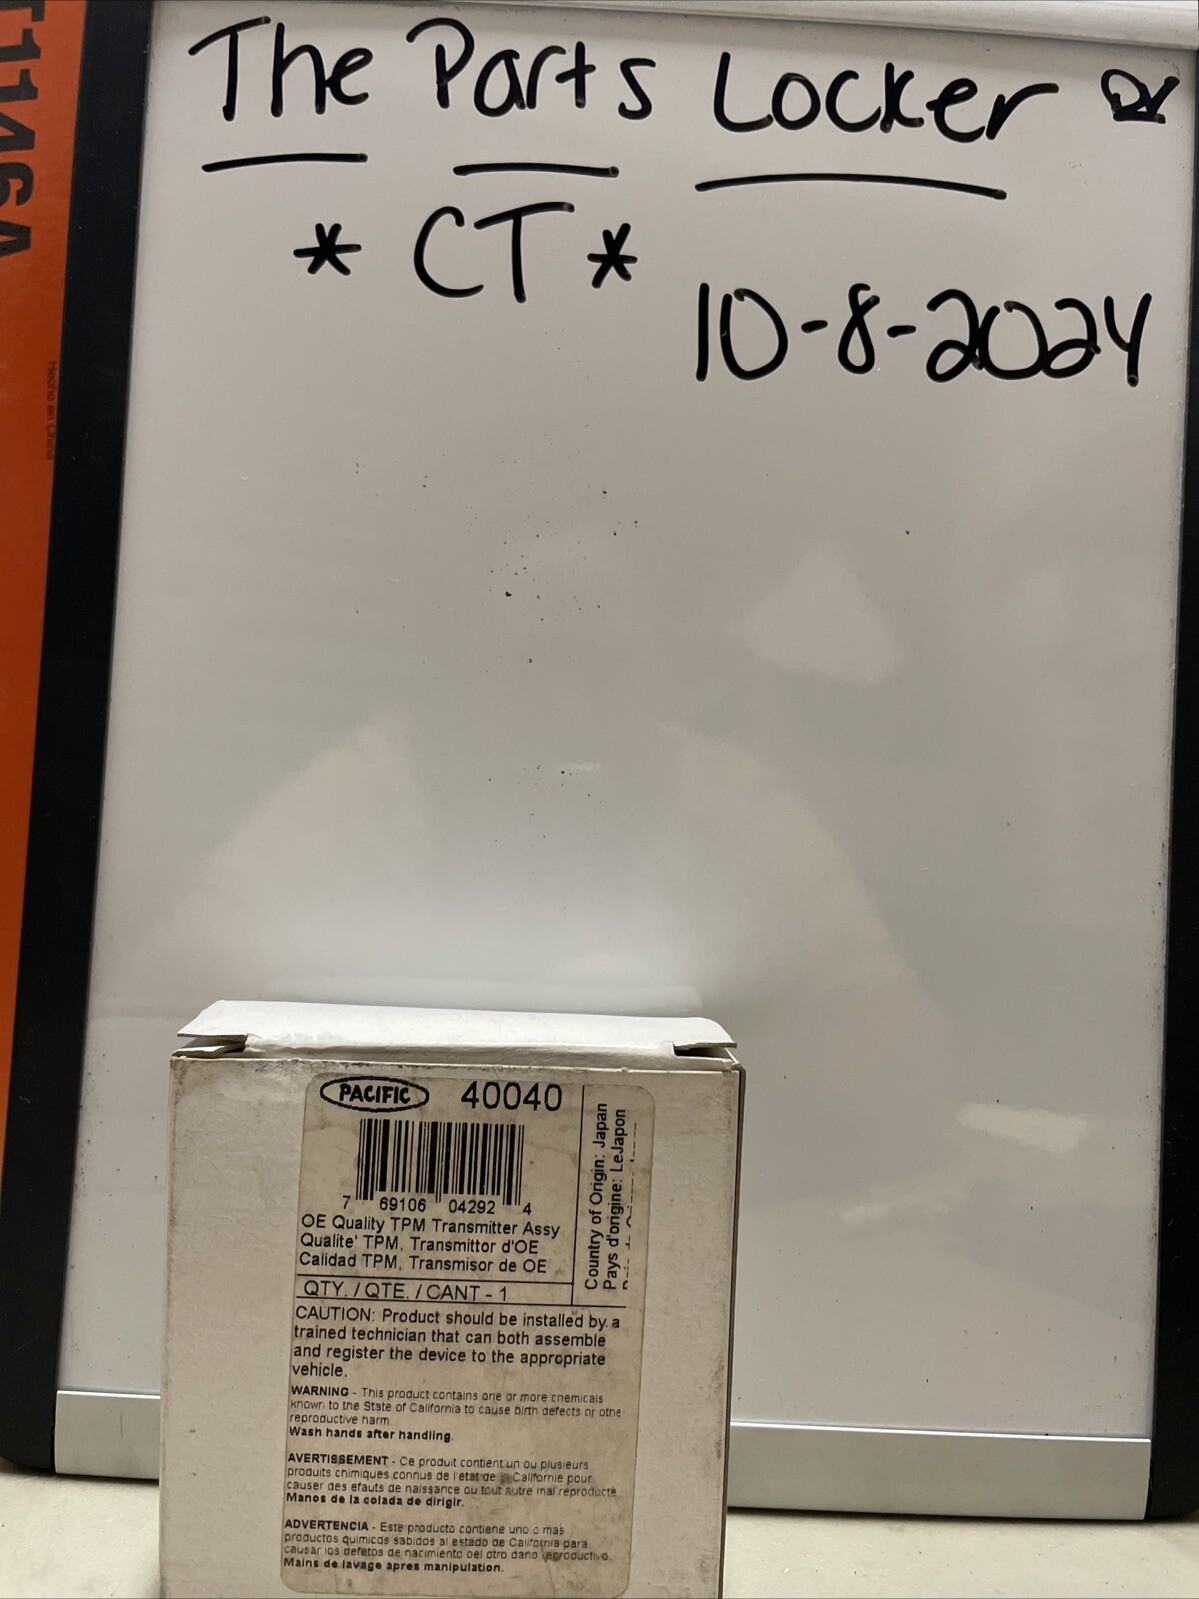 The Parts Locker
* CT *
10-8-2024
Hecho en China
PACIFIC 40040
7 69106 04292 4
OE Quality TPM Transmitter Assy
Qualite' TPM, Transmittor d'OE
Calidad TPM, Transmisor de OE
QTY. / QTE. / CANT - 1
Country of Origin: Japan
Pays d'origine: LeJapon
CAUTION: Product should be installed by a
trained technician that can both assemble
and register the device to the appropriate
vehicle.
WARNING - This product contains one or more chemicals
known to the State of California to cause birth defects or othe
reproductive harm
Wash hands after handling.
AVERTISSEMENT - Ce produit contient un ou plusieurs
produits chimiques connus de l'etat de Californie pour
causer des efauts de naissance ou tout autre mal reproducte
Manos de la colada de dirigir.
ADVERTENCIA - Este producto contiene uno o mas
productos quimicos sabidos al estado de California para
causar los defetos de nacimiento oel otro dano reproductivo.
Mains de lavage apres manipulation.